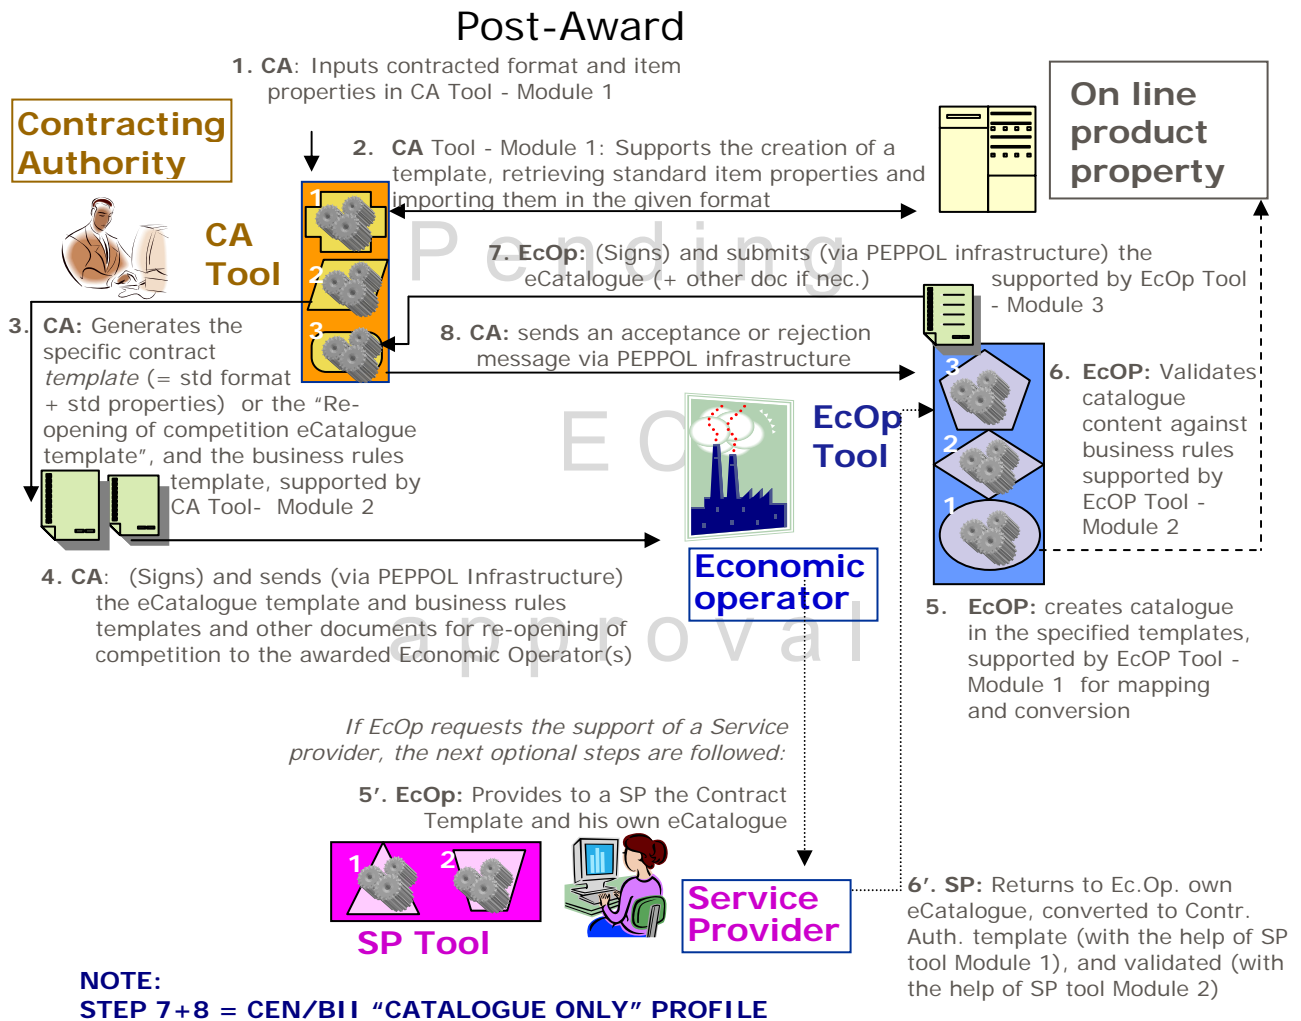 Post-Award
1. CA: Inputs contracted format and item
properties in CA Tool - Module 1
Contracting
Authority
On line
product
property
2. CA Tool - Module 1: Supports the creation of a
template, retrieving standard item properties and
importing them in the given format
CA
Tool
1
2
3
Pending
EC
approval
7. EcOp: (Signs) and submits (via PEPPOL infrastructure) the
eCatalogue (+ other doc if nec.)
supported by EcOp Tool
- Module 3
3. CA: Generates the
specific contract
template (= std format
+ std properties) or the “Re-
opening of competition eCatalogue
template”, and the business rules
template, supported by
CA Tool- Module 2
8. CA: sends an acceptance or rejection
message via PEPPOL infrastructure
EcOp
Tool
3
2
1
6. EcOP: Validates
catalogue
content against
business rules
supported by
EcOP Tool -
Module 2
Economic
operator
4. CA: (Signs) and sends (via PEPPOL Infrastructure)
the eCatalogue template and business rules
templates and other documents for re-opening of
competition to the awarded Economic Operator(s)
5. EcOP: creates catalogue
in the specified templates,
supported by EcOP Tool -
Module 1 for mapping
and conversion
If EcOp requests the support of a Service
provider, the next optional steps are followed:
5’. EcOp: Provides to a SP the Contract
Template and his own eCatalogue
1
2
SP Tool
Service
Provider
6’. SP: Returns to Ec.Op. own
eCatalogue, converted to Contr.
Auth. template (with the help of SP
tool Module 1), and validated (with
the help of SP tool Module 2)
NOTE:
STEP 7+8 = CEN/BII “CATALOGUE ONLY” PROFILE